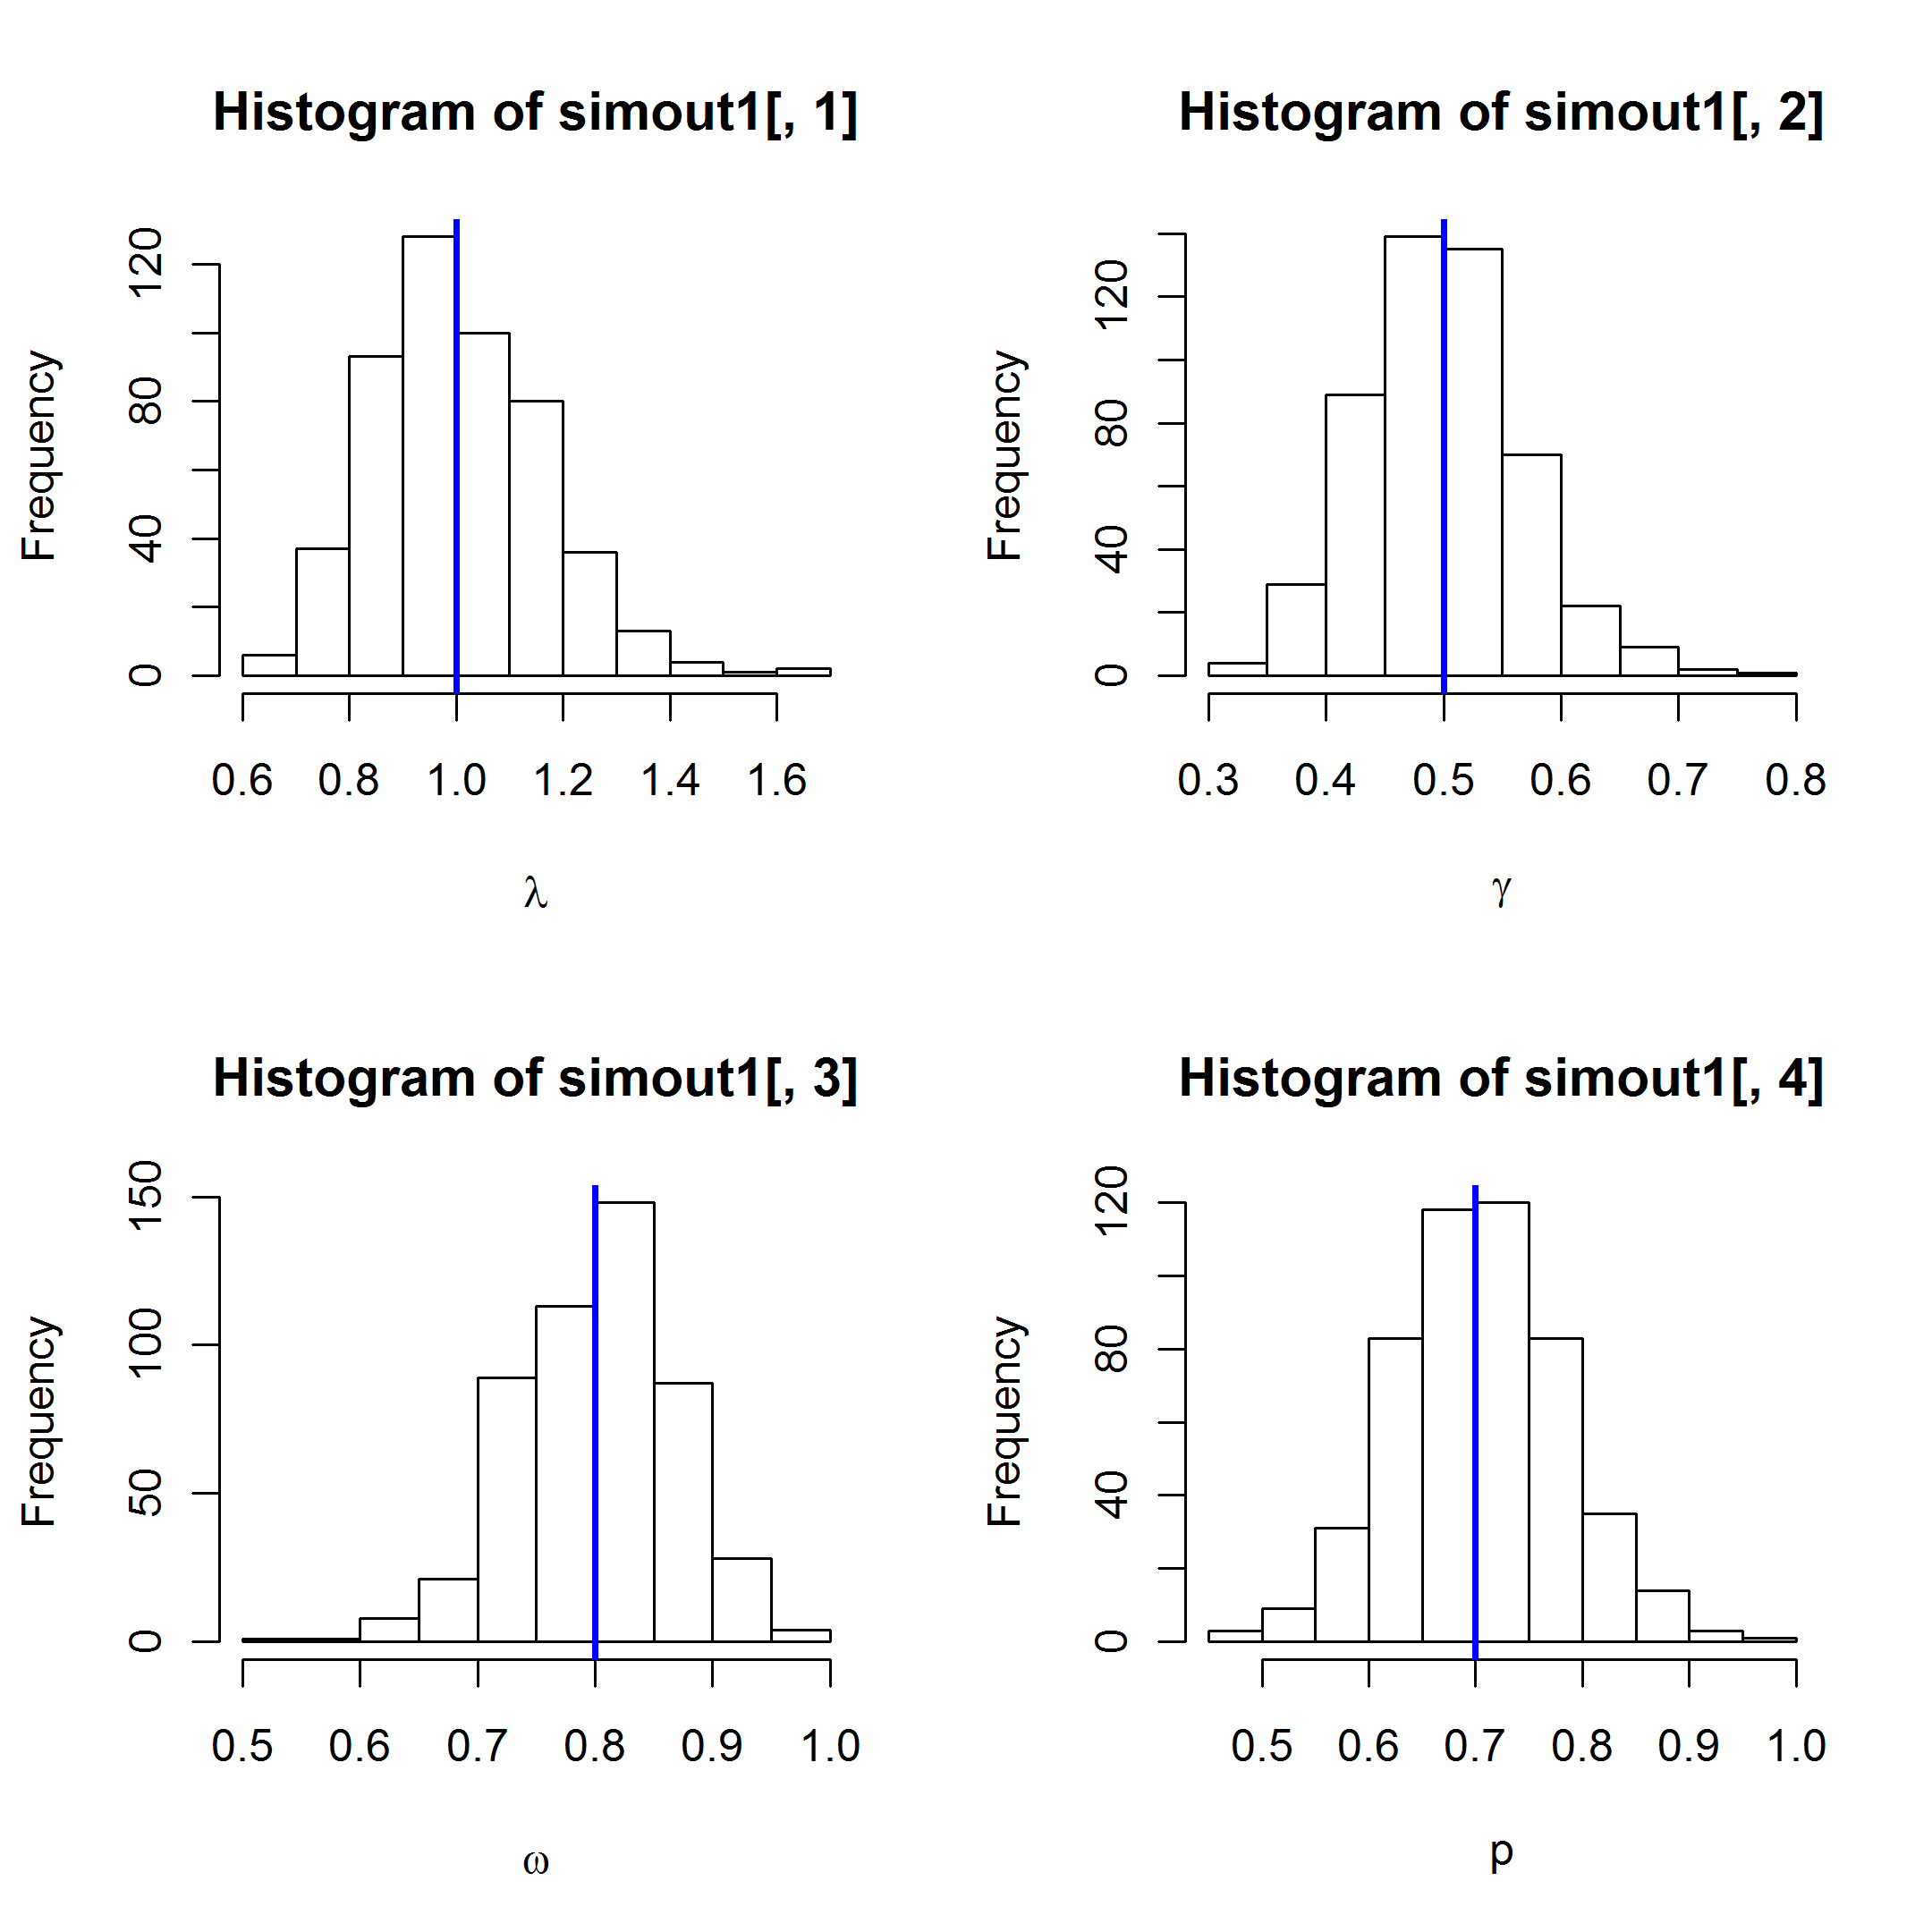 Histogram of simout1[, 1]
Frequency
0 40 80 120
0.6 0.8 1.0 1.2 1.4 1.6
λ
Histogram of simout1[, 2]
Frequency
0 40 80 120
0.3 0.4 0.5 0.6 0.7 0.8
γ
Histogram of simout1[, 3]
Frequency
0 50 100 150
0.5 0.6 0.7 0.8 0.9 1.0
ω
Histogram of simout1[, 4]
Frequency
0 40 80 120
0.5 0.6 0.7 0.8 0.9 1.0
p